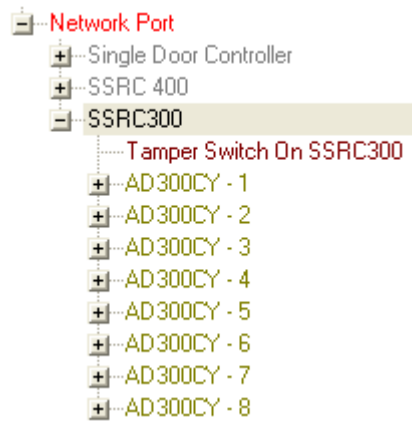 Network Port
Single Door Controller
SSRC 400
SSRC300
Tamper Switch On SSRC300
AD300CY - 1
AD300CY - 2
AD300CY - 3
AD300CY - 4
AD300CY - 5
AD300CY - 6
AD300CY - 7
AD300CY - 8